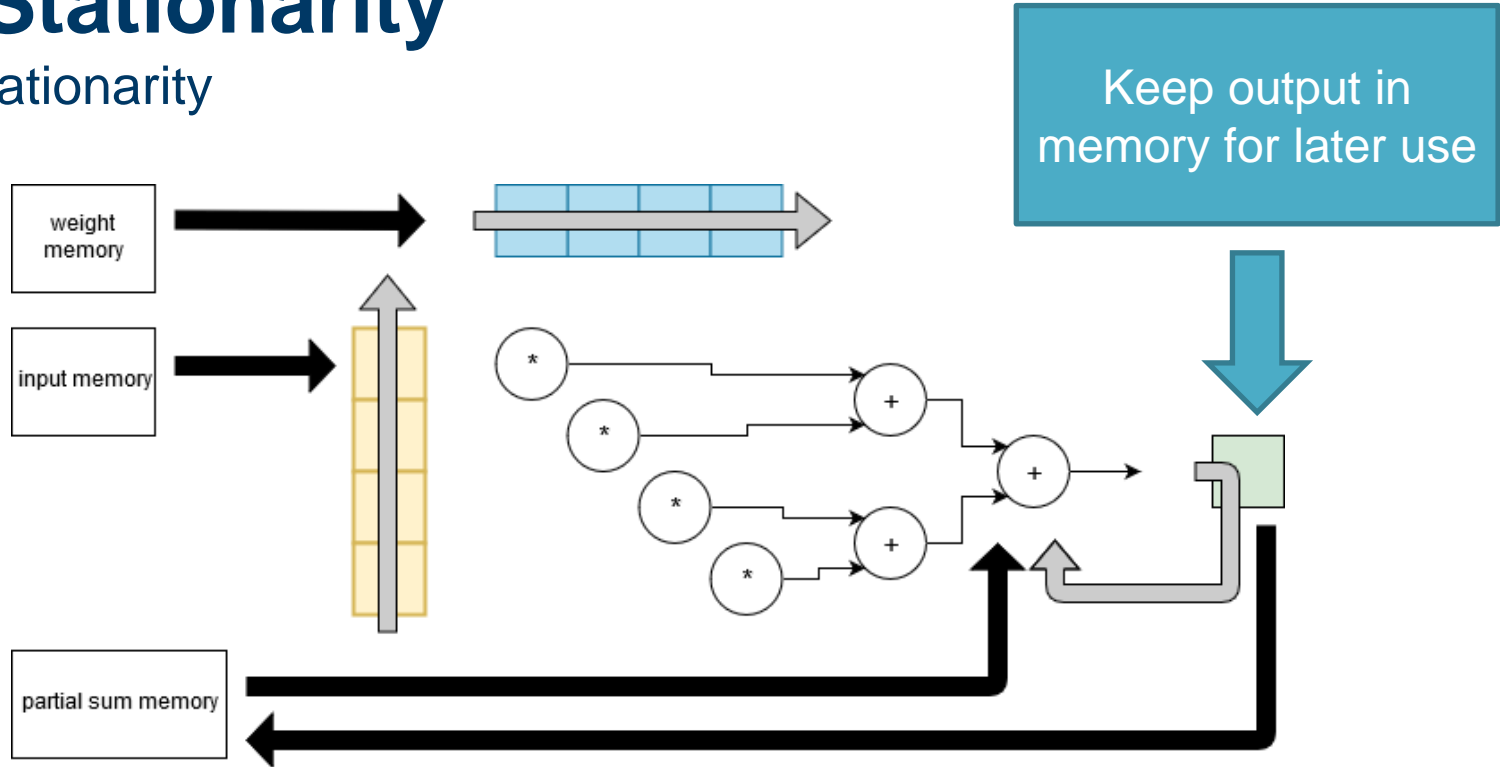 Stationarity
ationarity
Keep output in
memory for later use
weight
memory
input memory
*
*
*
*
+
+
+
partial sum memory